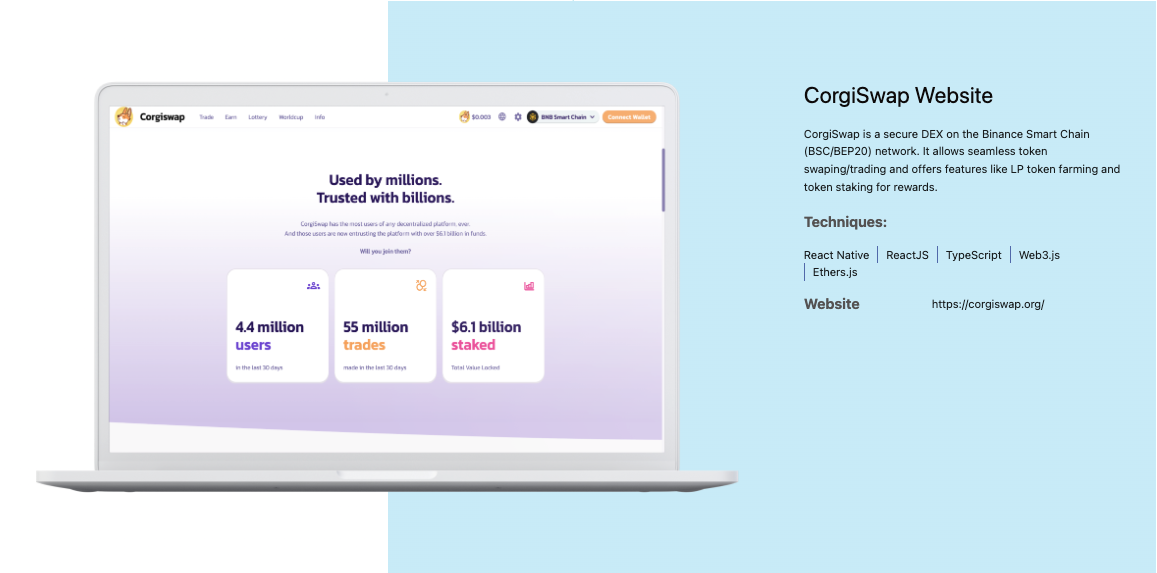 Corgiswap
Trade Earn Lottery Worldcup Info
$0.003 BNB Smart Chain Connect Wallet
Used by millions.
Trusted with billions.
CorgiSwap has the most users of any decentralized platform ever.
And those users are now entrusting the platform with over $6.1 billion in funds.
Will you join them?
4.4 million
users
in the last 30 days
55 million
trades
made in the last 30 days
$6.1 billion
staked
Total Value Locked
CorgiSwap Website
CorgiSwap is a secure DEX on the Binance Smart Chain
(BSC/BEP20) network. It allows seamless token
swaping/trading and offers features like LP token farming and
token staking for rewards.
Techniques:
React Native ReactJS TypeScript Web3.js
Ethers.js
Website https://corgiswap.org/